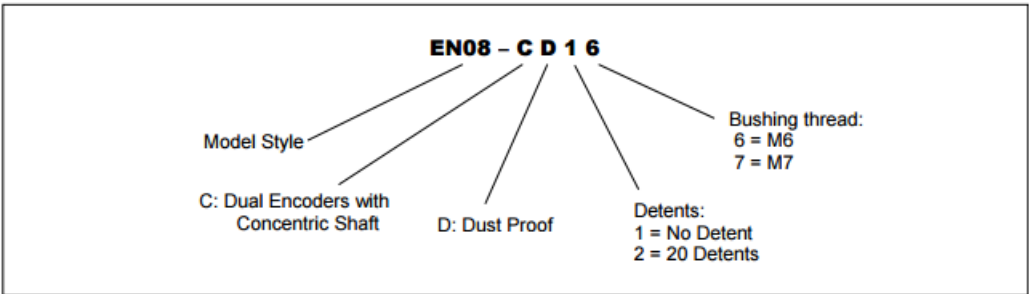 EN08 – C D 1 6
Model Style
C: Dual Encoders with
Concentric Shaft
D: Dust Proof
Detents:
1 = No Detent
2 = 20 Detents
Bushing thread:
6 = M6
7 = M7